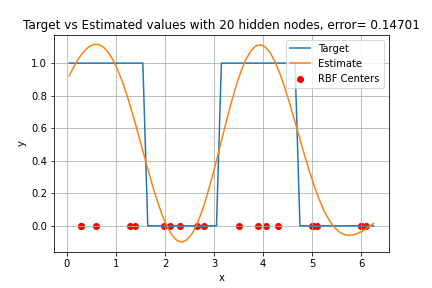 Target vs Estimated values with 20 hidden nodes, error= 0.14701
Target
Estimate
RBF Centers
y
1.0
0.8
0.6
0.4
0.2
0.0
0 1 2 3 4 5 6
x